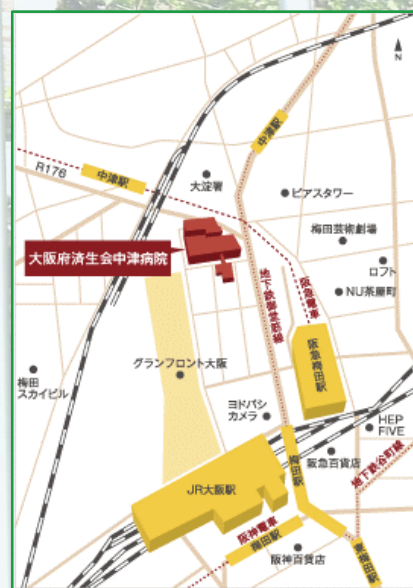 N
中津駅
R176
中津駅
大淀署
ピアスタワー
梅田芸術劇場
大阪府済生会中津病院
ロフト
NU茶屋町
地下鉄御堂筋線
阪急電車
グランフロント大阪
阪急梅田駅
梅田
スカイビル
ヨドバシ
カメラ
HEP
FIVE
梅田駅
阪急百貨店
地下鉄谷町線
JR大阪駅
阪神電車
梅田駅
阪神百貨店
東梅田駅